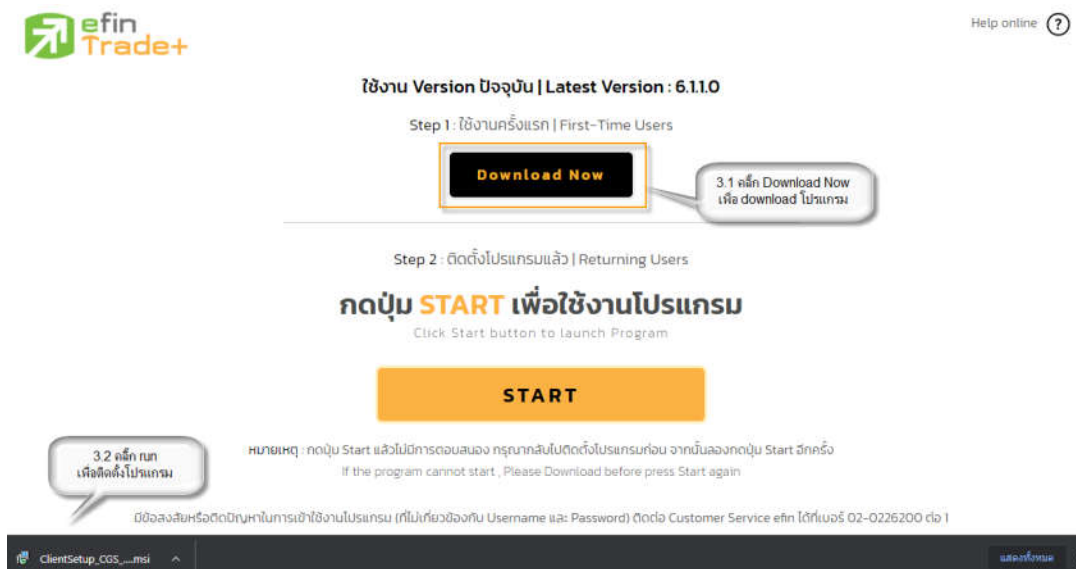 efin
Trade+
Help online ?
ใช้งาน Version ปัจจุบัน | Latest Version : 6.1.1.0
Step 1 : ใช้งานครั้งแรก | First-Time Users
Download Now
3.1 คลิ๊ก Download Now
เพื่อ download โปรแกรม
Step 2 : ติดตั้งโปรแกรมแล้ว | Returning Users
กดปุ่ม START เพื่อใช้งานโปรแกรม
Click Start button to launch Program
START
3.2 คลิ๊ก run
เพื่อติดตั้งโปรแกรม
หมายเหตุ : กดปุ่ม Start แล้วไม่มีการตอบสนอง กรุณากลับไปติดตั้งโปรแกรมก่อน จากนั้นลองกดปุ่ม Start อีกครั้ง
If the program cannot start , Please Download before press Start again
มีข้อสงสัยหรือติดปัญหาในการเข้าใช้งานโปรแกรม (ที่ไม่เกี่ยวข้องกับ Username และ Password) ติดต่อ Customer Service efin ได้ที่เบอร์ 02-0226200 ต่อ 1
ClientSetup_CGS_....msi
แสดงทั้งหมด